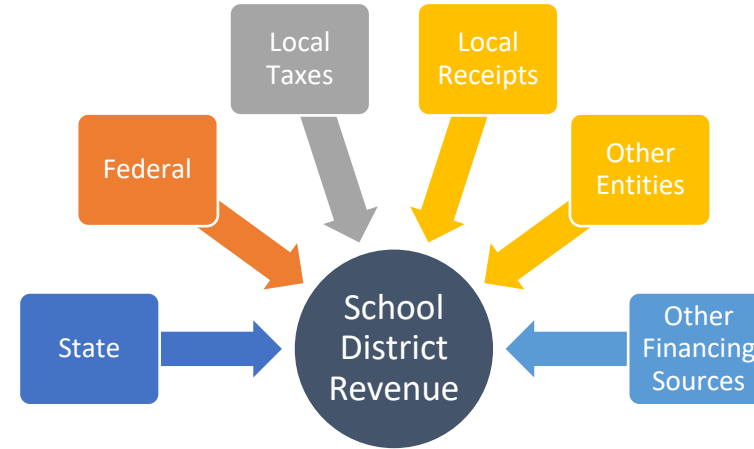 Local
Taxes
Local
Receipts
Federal
Other
Entities
State
School
District
Revenue
Other
Financing
Sources